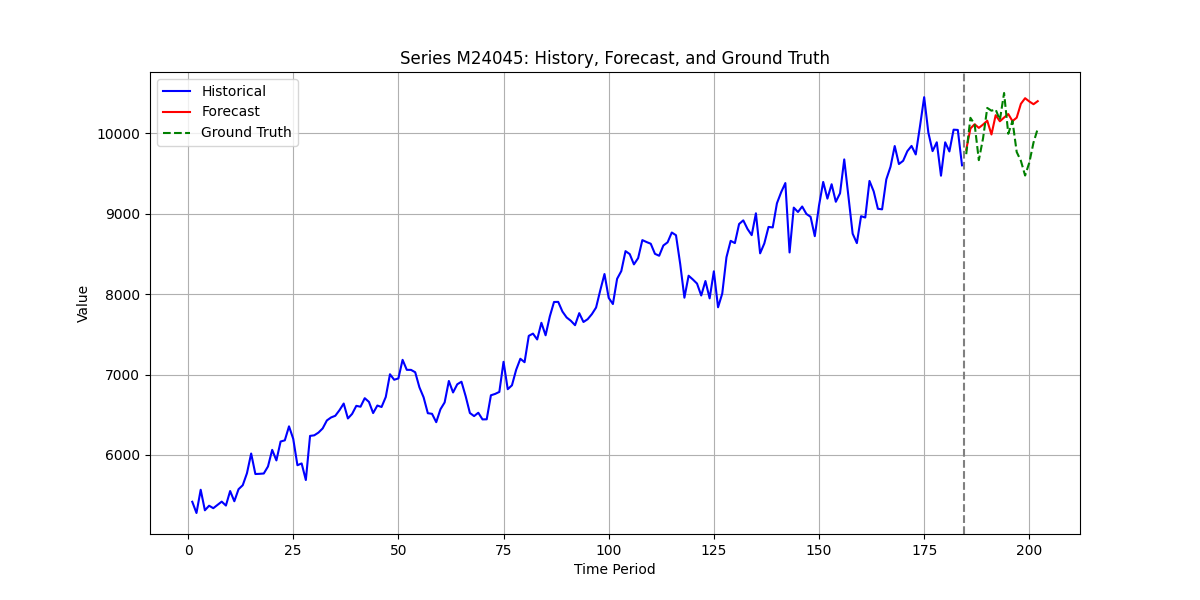 Series M24045: History, Forecast, and Ground Truth
Historical
Forecast
Ground Truth
Value
10000
9000
8000
7000
6000
0
25
50
75
100
125
150
175
200
Time Period